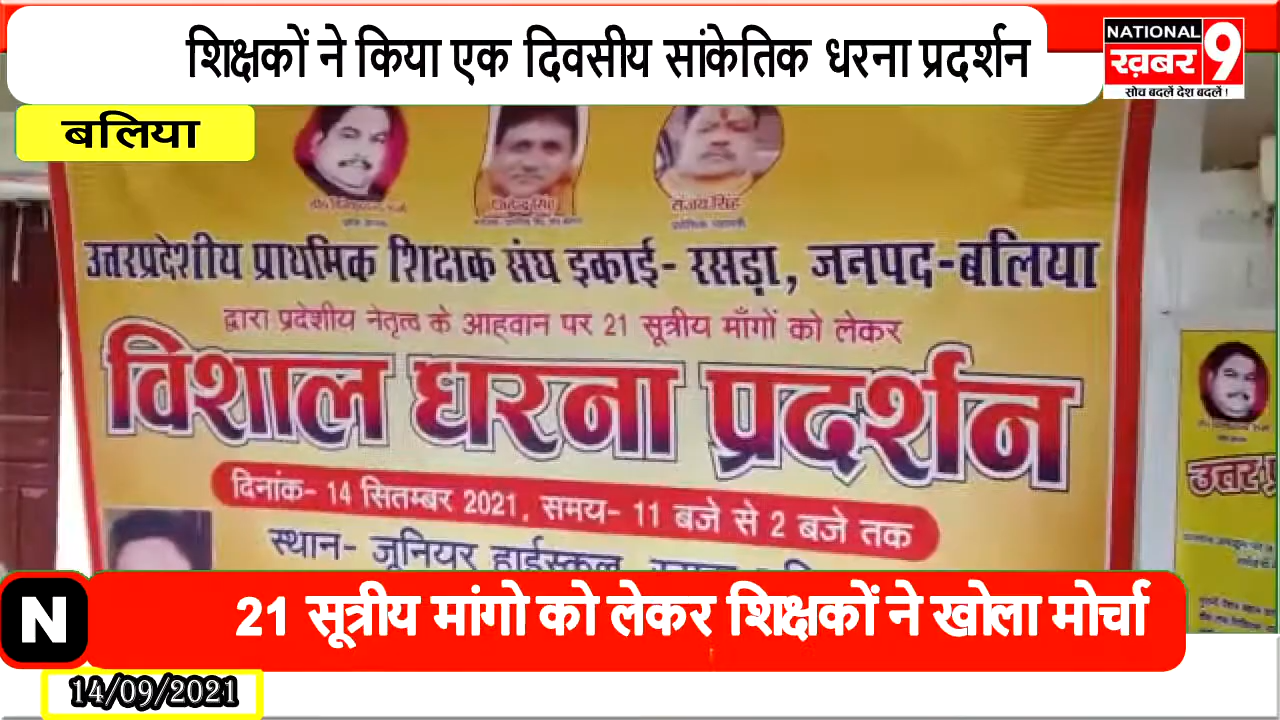 शिक्षकों ने किया एक दिवसीय सांकेतिक धरना प्रदर्शन
NATIONAL
ख़बर 9
सोच बदलें देश बदलें !
बलिया
संजय सिंह
उत्तरप्रदेशीय प्राथमिक शिक्षक संघ इकाई- रसड़ा, जनपद-बलिया
द्वारा प्रदेशीय नेतृत्व के आह्वान पर 21 सूत्रीय माँगों को लेकर
विशाल धरना प्रदर्शन
दिनांक- 14 सितम्बर 2021, समय- 11 बजे से 2 बजे तक
स्थान- जूनियर हाईस्कूल,
उत्तर
N
21 सूत्रीय मांगो को लेकर शिक्षकों ने खोला मोर्चा
14/09/2021